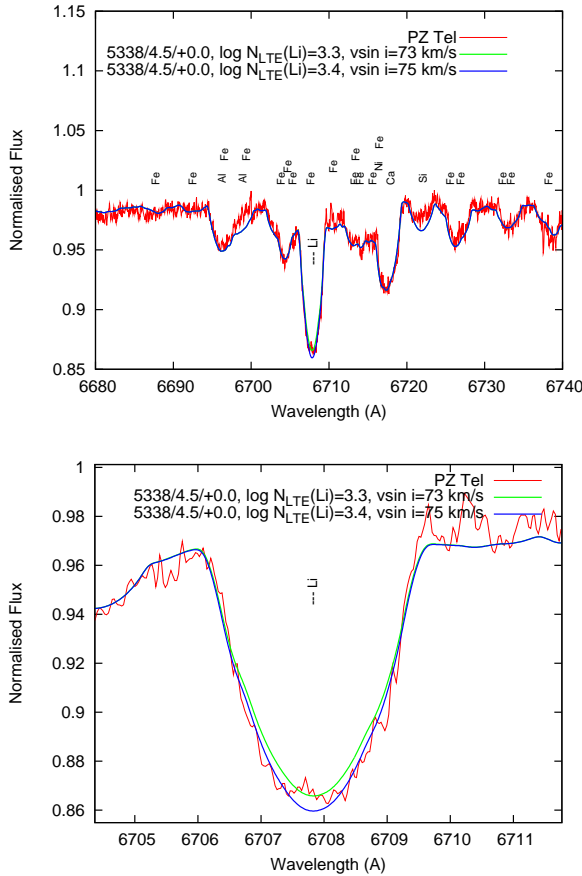 1.15
PZ Tel
5338/4.5/+0.0, log N_LTE(Li)=3.3, vsin i=73 km/s
5338/4.5/+0.0, log N_LTE(Li)=3.4, vsin i=75 km/s
1.1
1.05
Fe Fe Al Fe Al Fe Fe Fe Fe Fe Fe Fe Fe Fe Fe Ni Fe Ca Si Fe Fe Fe Fe Fe
1
0.95
0.9
0.85
Normalised Flux
--- Li
6680 6690 6700 6710 6720 6730 6740
Wavelength (A)
1
PZ Tel
5338/4.5/+0.0, log N_LTE(Li)=3.3, vsin i=73 km/s
5338/4.5/+0.0, log N_LTE(Li)=3.4, vsin i=75 km/s
0.98
0.96
0.94
0.92
0.9
0.88
0.86
Normalised Flux
--- Li
6705 6706 6707 6708 6709 6710 6711
Wavelength (A)